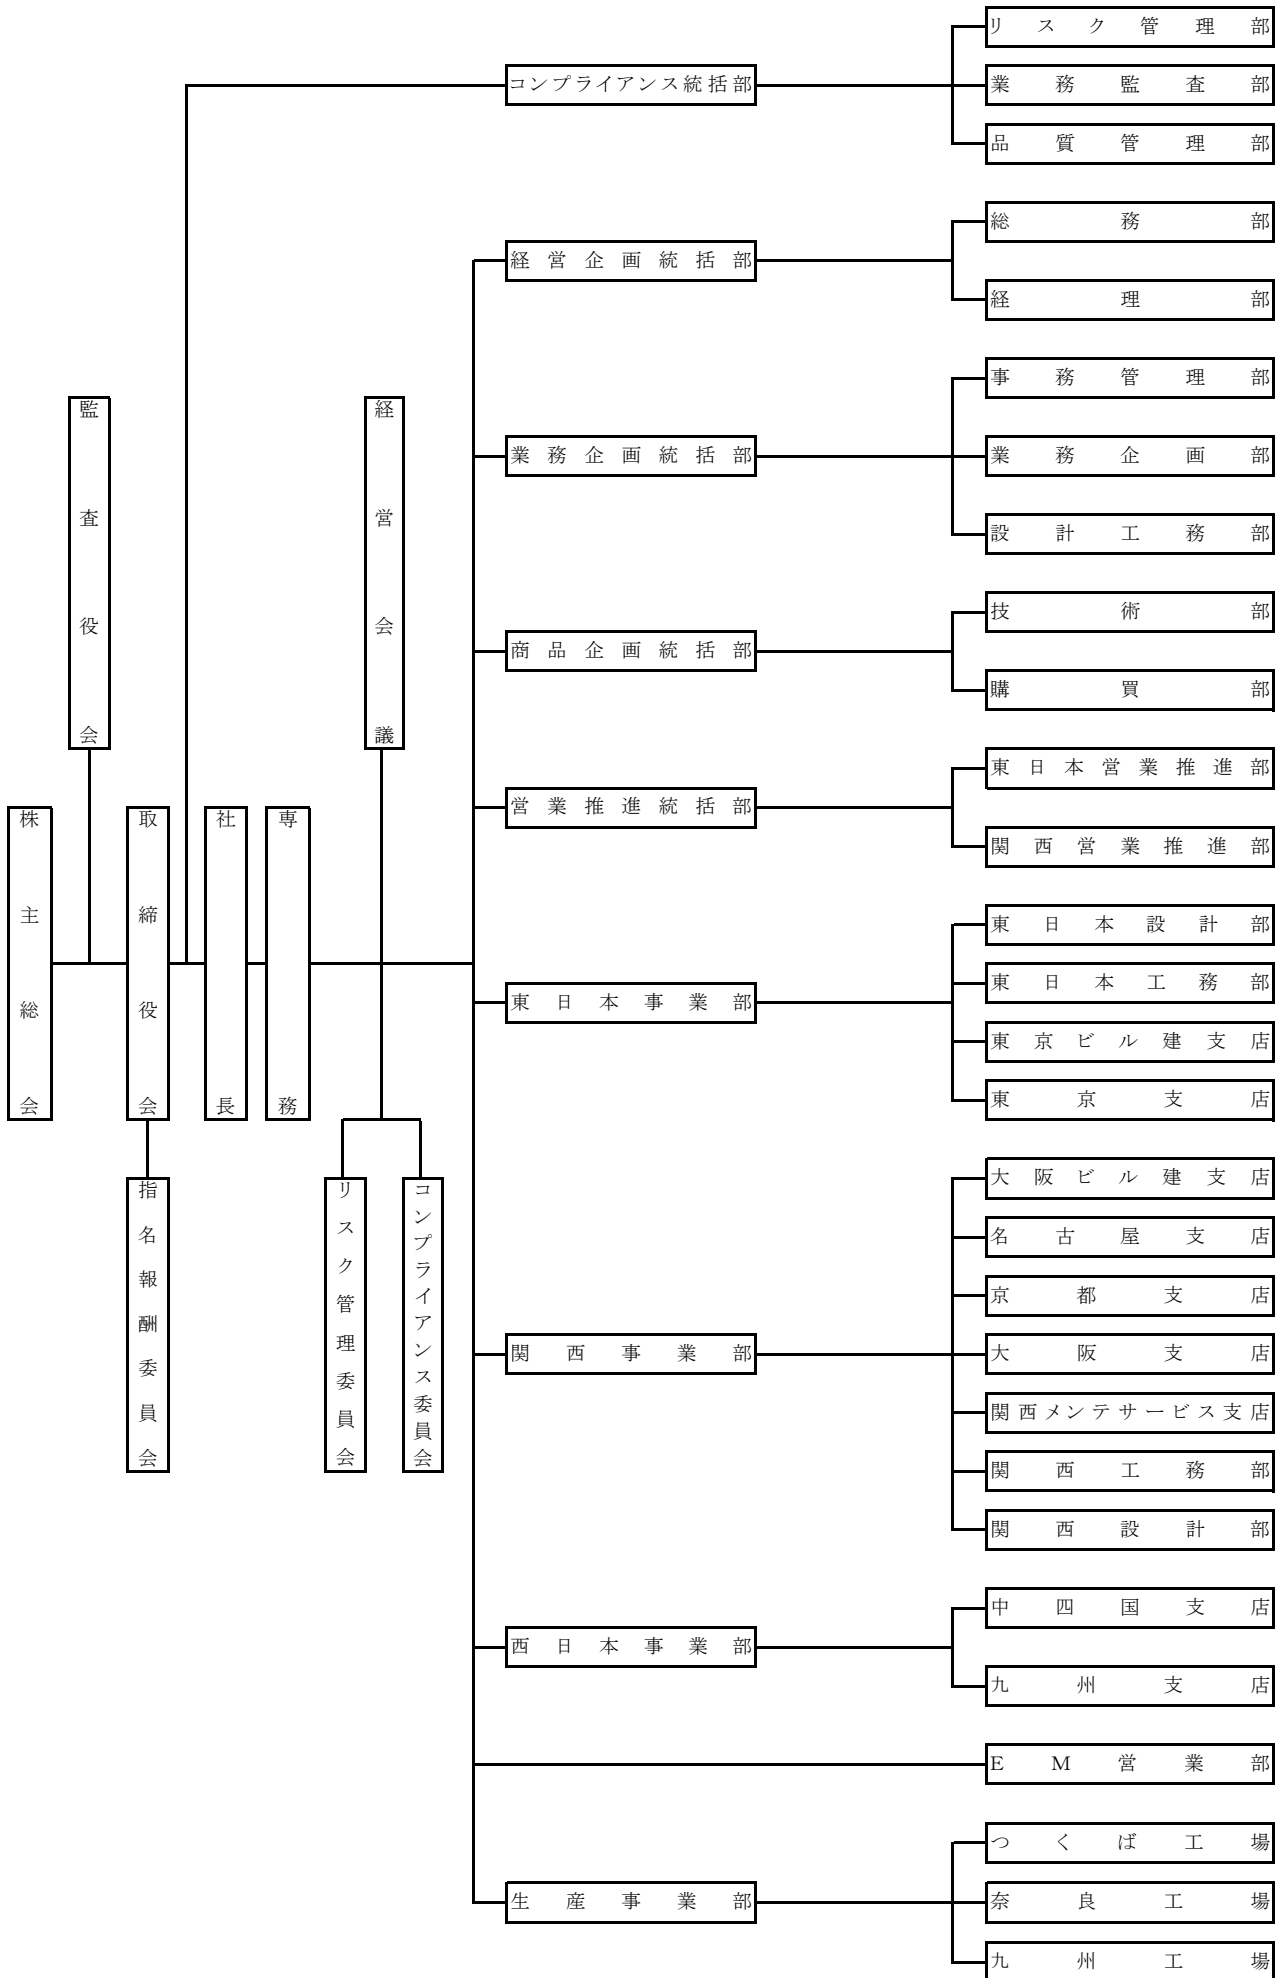 株主総会
監査役会
取締役会
指名報酬委員会
社長
専務
経営会議
リスク管理委員会
コンプライアンス委員会
コンプライアンス統括部
リスク管理部
業務監査部
品質管理部
経営企画統括部
総務部
経理部
業務企画統括部
事務管理部
業務企画部
設計工務部
商品企画統括部
技術部
購買部
営業推進統括部
東日本営業推進部
関西営業推進部
東日本事業部
東日本設計部
東日本工務部
東京ビル建支店
東京支店
関西事業部
大阪ビル建支店
名古屋支店
京都支店
大阪支店
関西メンテサービス支店
関西工務部
関西設計部
西日本事業部
中四国支店
九州支店
EM営業部
生産事業部
つくば工場
奈良工場
九州工場